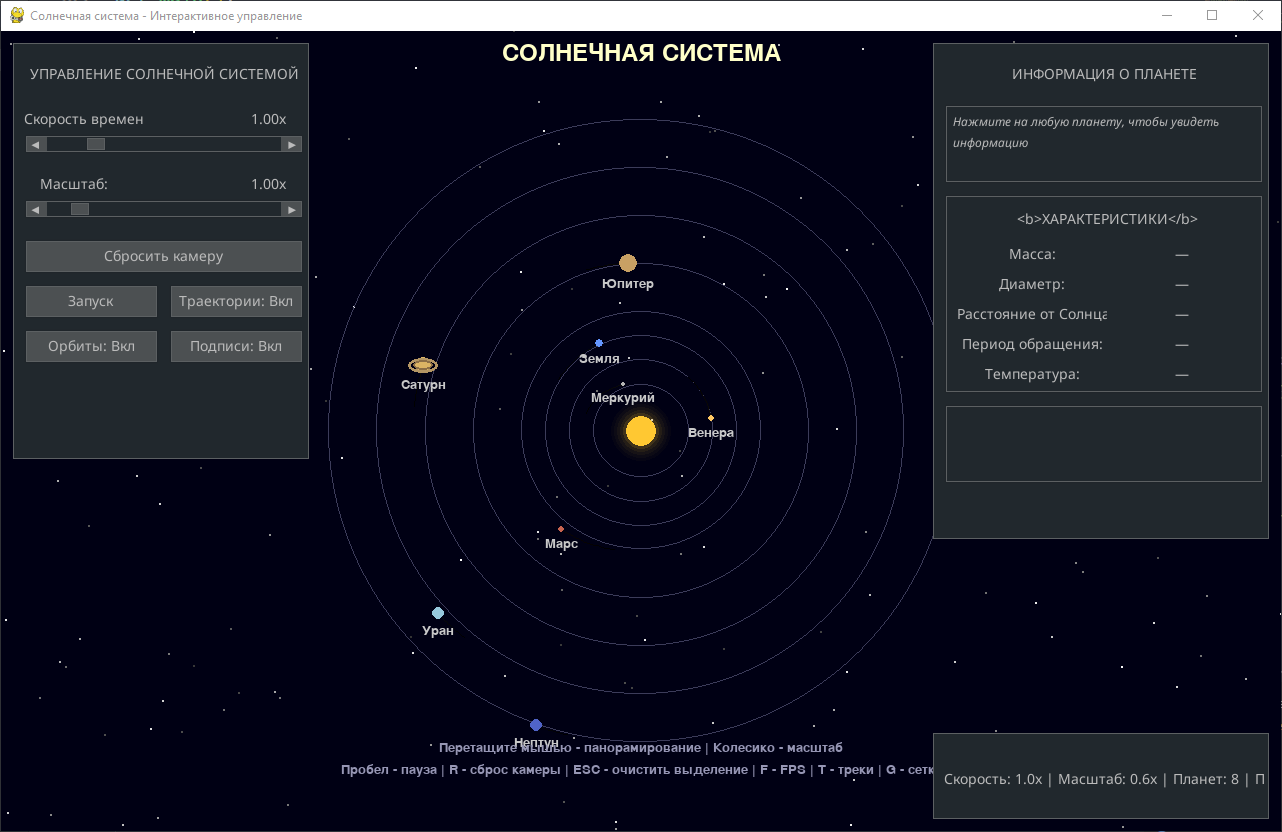 Солнечная система - Интерактивное управление
СОЛНЕЧНАЯ СИСТЕМА
УПРАВЛЕНИЕ СОЛНЕЧНОЙ СИСТЕМОЙ
Скорость времен 1.00x
Масштаб: 1.00x
Сбросить камеру
Запуск Траектории: Вкл
Орбиты: Вкл Подписи: Вкл
Юпитер
Земля
Сатурн
Меркурий
Венера
Марс
Уран
Нептун
Перетащите мышью - панорамирование | Колесико - масштаб
Пробел - пауза | R - сброс камеры | ESC - очистить выделение | F - FPS | T - треки | G - сетк
ИНФОРМАЦИЯ О ПЛАНЕТЕ
Нажмите на любую планету, чтобы увидеть
информацию
<b>ХАРАКТЕРИСТИКИ</b>
Масса: —
Диаметр: —
Расстояние от Солнца —
Период обращения: —
Температура: —
Скорость: 1.0x | Масштаб: 0.6x | Планет: 8 | П